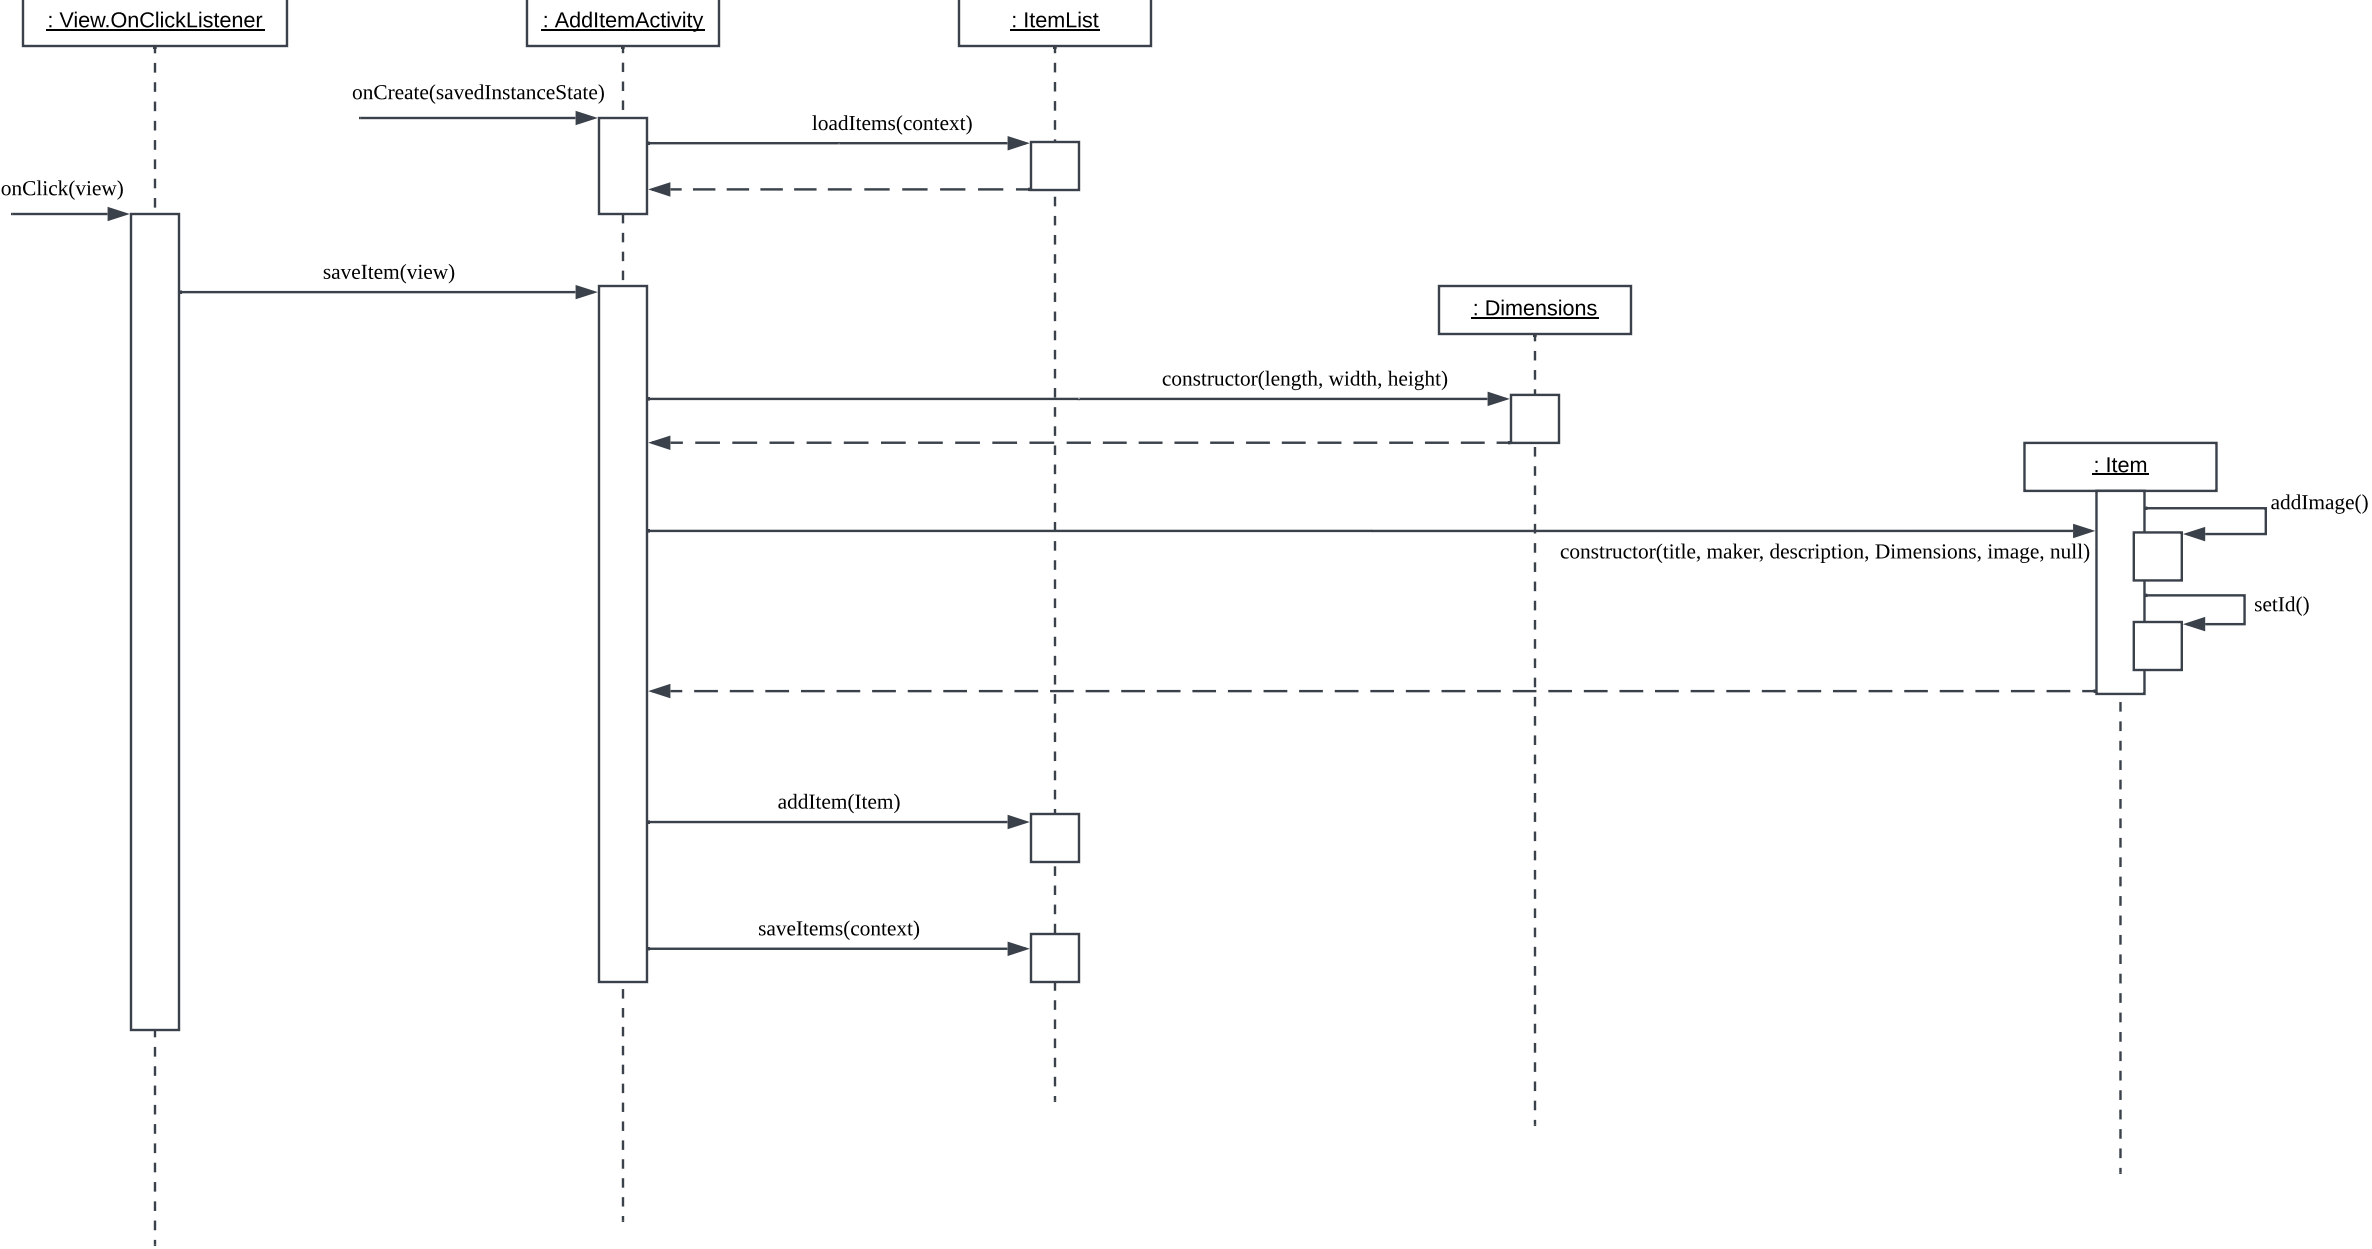 : View.OnClickListener
: AddItemActivity
: ItemList
onCreate(savedInstanceState)
loadItems(context)
onClick(view)
saveItem(view)
: Dimensions
constructor(length, width, height)
: Item
addImage()
constructor(title, maker, description, Dimensions, image, null)
setId()
addItem(Item)
saveItems(context)